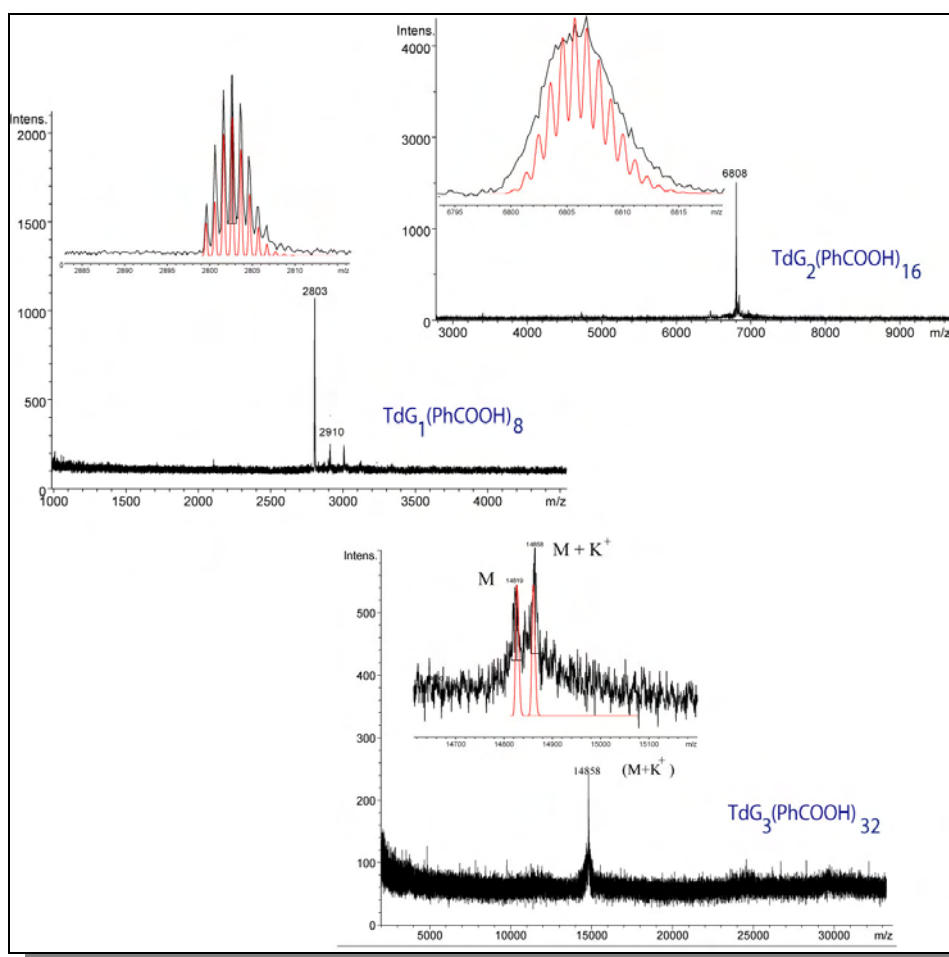 Intens.
4000
3000
1000
0
6795 6800 6805 6810 6815 m/z
6808
TdG2(PhCOOH)16
3000 4000 5000 6000 7000 8000 9000 m/z
Intens.
2000
1500
1000
500
0
2885 2890 2895 2800 2805 2810 m/z
2803
2910
TdG1(PhCOOH)8
1000 1500 2000 2500 3000 3500 4000 m/z
Intens.
500
400
300
200
100
0
M
14819
14858
M + K+
14700 14800 14900 15000 15100 m/z
14858 (M+K+)
TdG3(PhCOOH)32
5000 10000 15000 20000 25000 30000 m/z